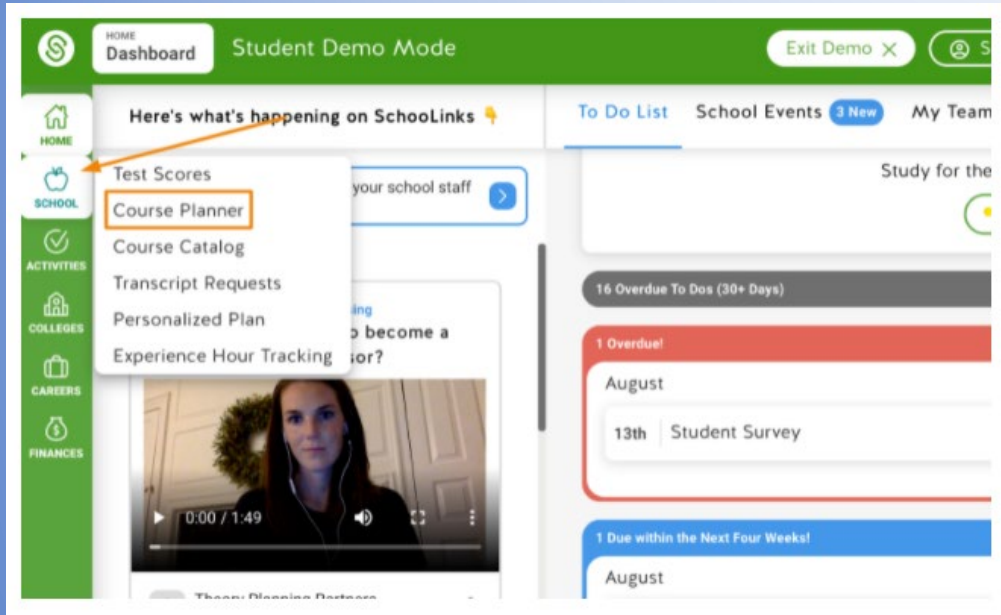 HOME
Dashboard
Student Demo Mode
Exit Demo X
HOME
SCHOOL
ACTIVITIES
COLLEGES
CAREERS
FINANCES
Here's what's happening on SchooLinks
your school staff
Test Scores
Course Planner
Course Catalog
Transcript Requests
Personalized Plan
Experience Hour Tracking
become a
0:00 / 1:49
To Do List
School Events 3 New
My Team
Study for the
16 Overdue To Dos (30+ Days)
1 Overdue!
August
13th Student Survey
1 Due within the Next Four Weeks!
August